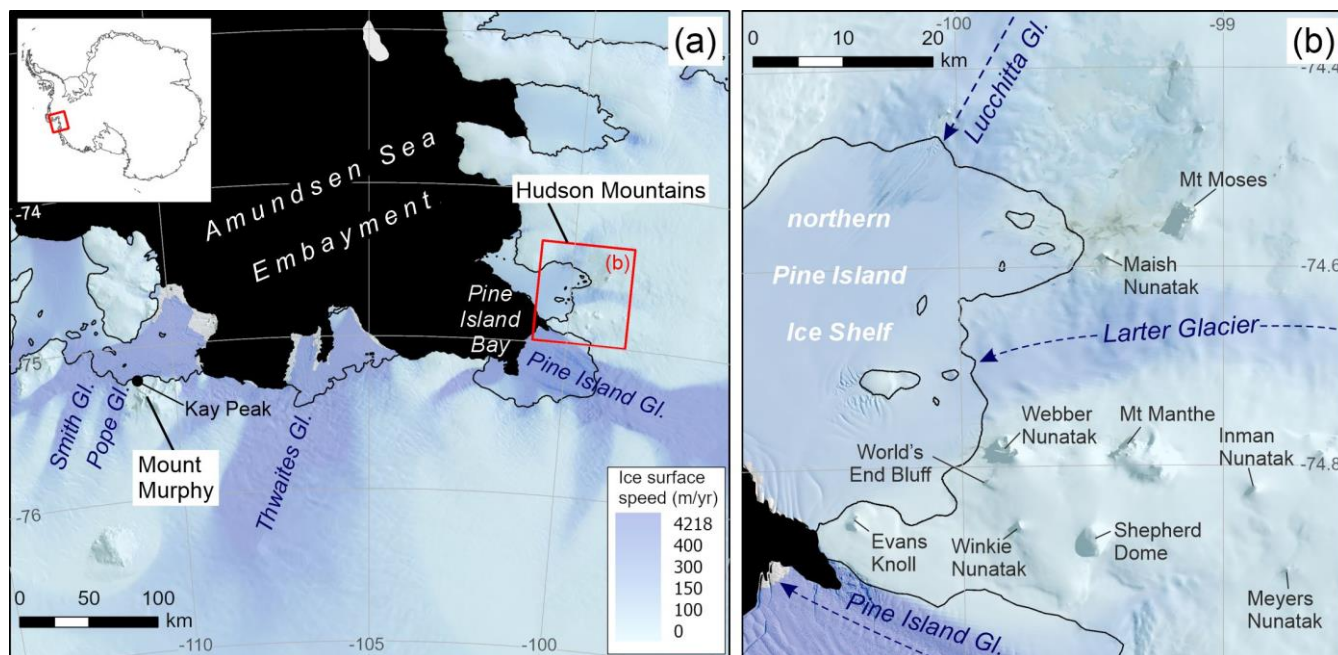 (a)
-74
Amundsen Sea
Embayment
Hudson Mountains
(b)
Pine
Island
Bay
-75
Pine Island Gl.
Smith Gl.
Pope Gl.
Kay Peak
Mount
Murphy
Thwaites Gl.
-76
Ice surface
speed (m/yr)
4218
400
300
150
100
0
0 50 100
km
-110
-105
-100
(b)
-100
-99
0 10 20
km
Lucchitta Gl.
-74.4
Mt Moses
northern
Pine Island
Ice Shelf
Maish
Nunatak
-74.6
Larter Glacier
Webber
Nunatak
Mt Manthe
Inman
Nunatak
World's
End Bluff
-74.8
Evans
Knoll
Winkie
Nunatak
Shepherd
Dome
Meyers
Nunatak
Pine Island Gl.